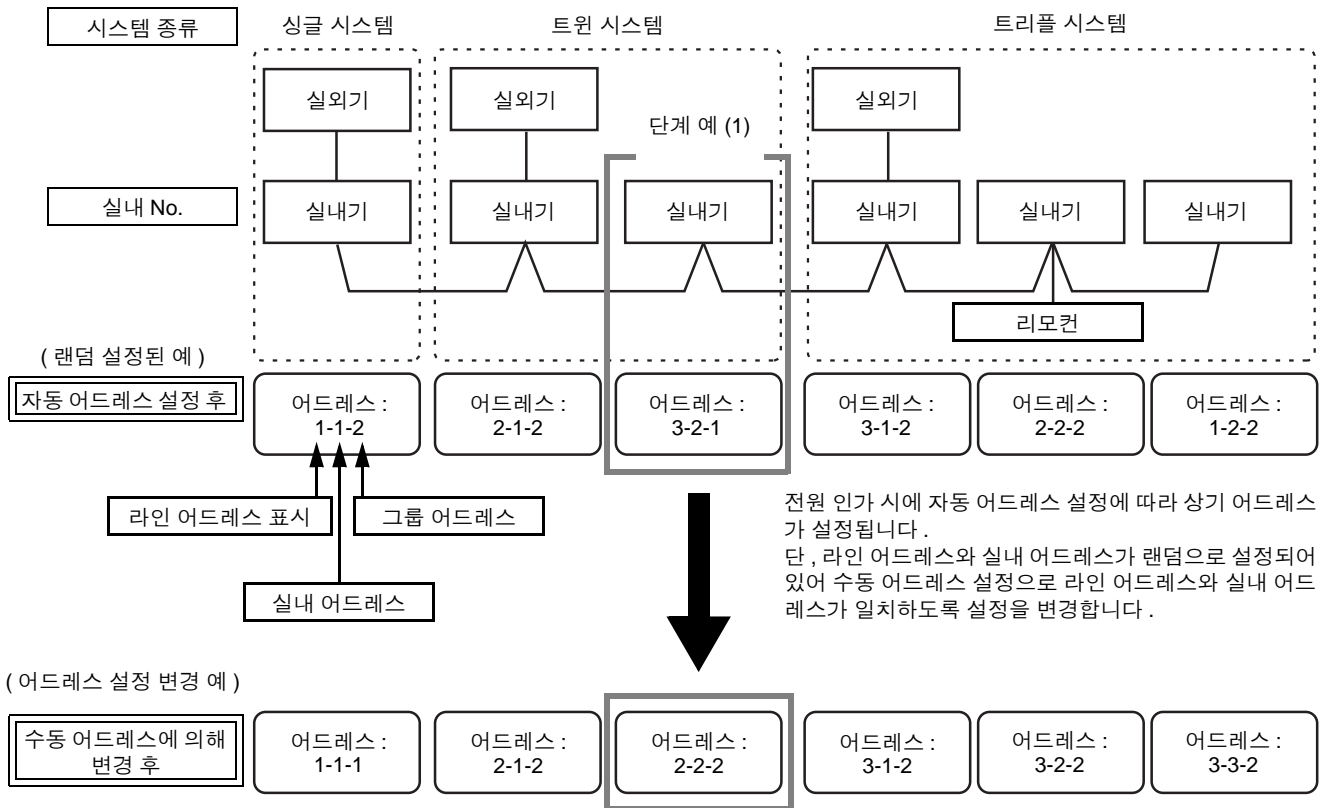 시스템 종류
싱글 시스템
트윈 시스템
트리플 시스템
실외기
실외기
실외기
단계 예 (1)
실내 No.
실내기
실내기
실내기
실내기
실내기
실내기
리모컨
( 랜덤 설정된 예 )
자동 어드레스 설정 후
어드레스 :
1-1-2
어드레스 :
2-1-2
어드레스 :
3-2-1
어드레스 :
3-1-2
어드레스 :
2-2-2
어드레스 :
1-2-2
라인 어드레스 표시
그룹 어드레스
실내 어드레스
전원 인가 시에 자동 어드레스 설정에 따라 상기 어드레스
가 설정됩니다 .
단 , 라인 어드레스와 실내 어드레스가 랜덤으로 설정되어
있어 수동 어드레스 설정으로 라인 어드레스와 실내 어드
레스가 일치하도록 설정을 변경합니다 .
( 어드레스 설정 변경 예 )
수동 어드레스에 의해
변경 후
어드레스 :
1-1-1
어드레스 :
2-1-2
어드레스 :
2-2-2
어드레스 :
3-1-2
어드레스 :
3-2-2
어드레스 :
3-3-2